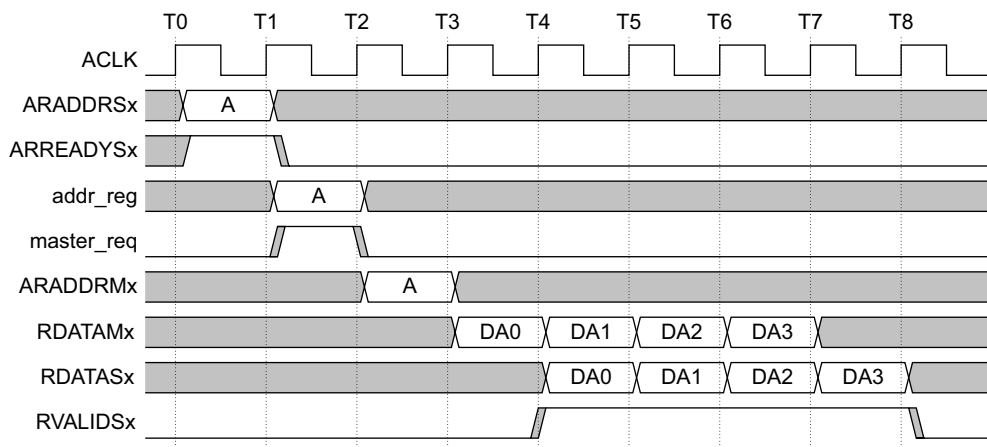 T0 T1 T2 T3 T4 T5 T6 T7 T8
ACLK
ARADDRSx A
ARREADYSx
addr_reg A
master_req
ARADDRMx A
RDATAMx DA0 DA1 DA2 DA3
RDATASx DA0 DA1 DA2 DA3
RVALIDSx